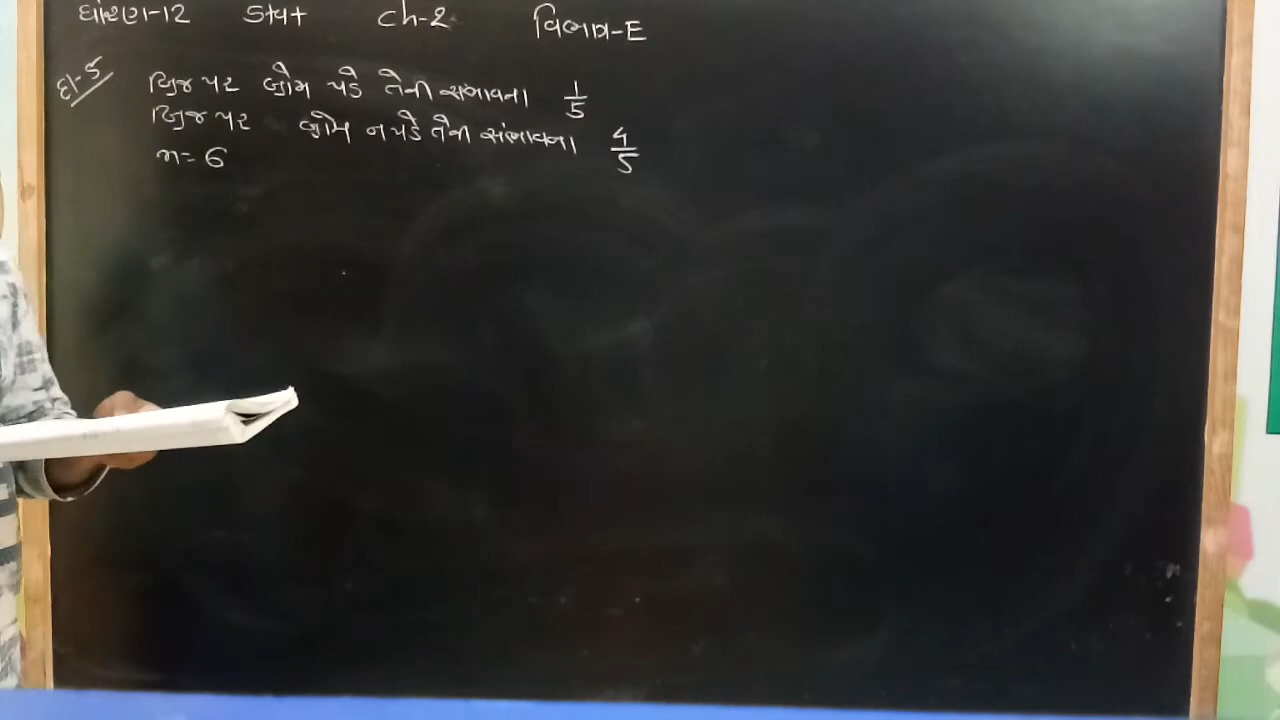 ધોરણ-12 સ્ટેટ Ch-2 વિભાગ-E
દા-5 બ્રિજ પર બોમ્બ પડે તેની સંભાવના 1/5
બ્રિજ પર બોમ્બ ન પડે તેની સંભાવના 4/5
n = 6